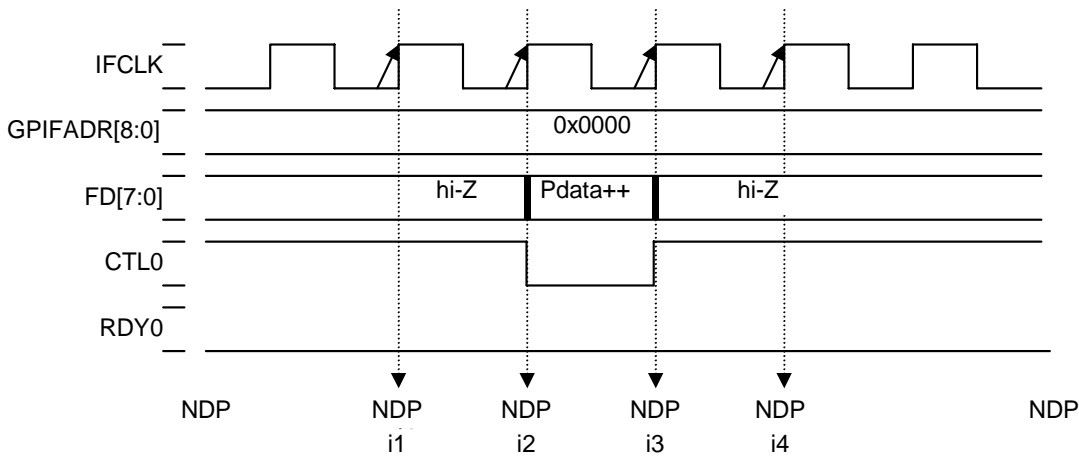 IFCLK
GPIFADR[8:0]
0x0000
FD[7:0]
hi-Z
Pdata++
hi-Z
CTL0
RDY0
NDP NDP NDP NDP NDP NDP
i1 i2 i3 i4